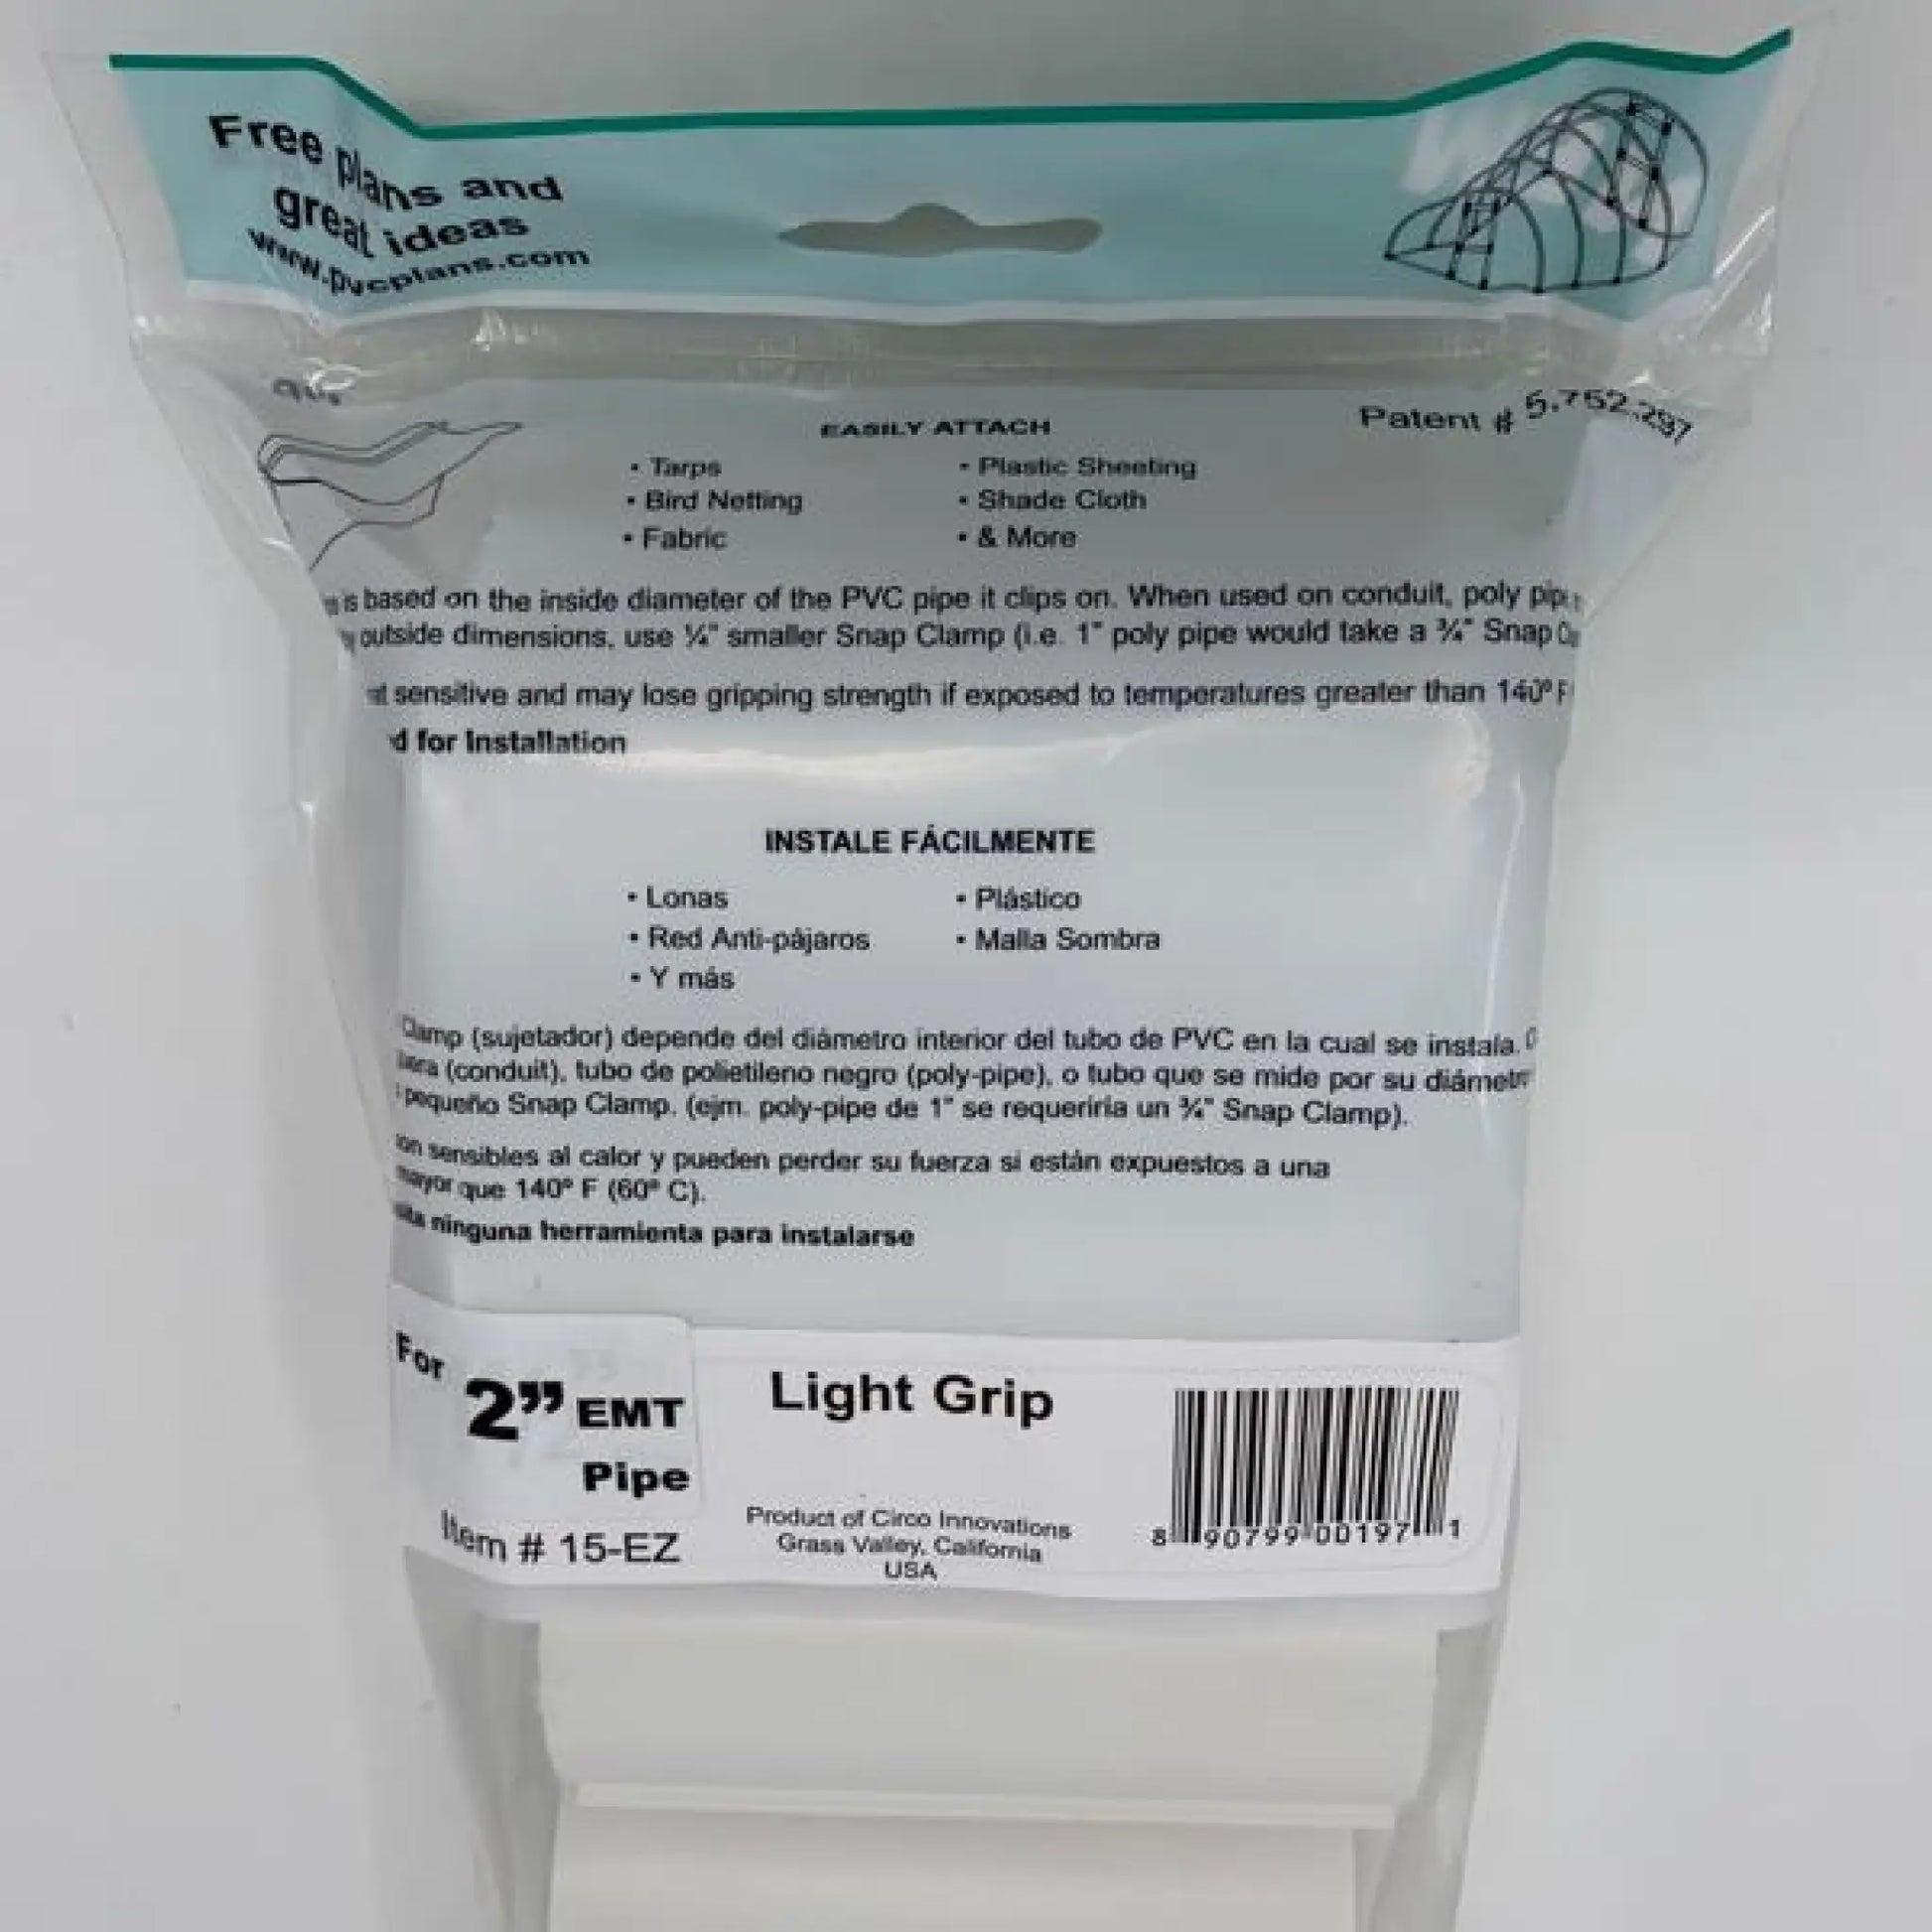 Free plans and
great ideas
www.pvcplans.com
EASILY ATTACH
Patent # 5,752,297
• Tarps
• Plastic Sheeting
• Bird Netting
• Shade Cloth
• Fabric
• & More
is based on the inside diameter of the PVC pipe it clips on. When used on conduit, poly pipe
outside dimensions, use ¼" smaller Snap Clamp (i.e. 1" poly pipe would take a ¾" Snap
sensitive and may lose gripping strength if exposed to temperatures greater than 140º F
for Installation
INSTALE FÁCILMENTE
• Lonas
• Plástico
• Red Anti-pájaros
• Malla Sombra
• Y más
Clamp (sujetador) depende del diámetro interior del tubo de PVC en la cual se instala.
(conduit), tubo de polietileno negro (poly-pipe), o tubo que se mide por su diámetro
pequeño Snap Clamp. (ejm. poly-pipe de 1" se requeriría un ¾" Snap Clamp).
sensibles al calor y pueden perder su fuerza si están expuestos a una
mayor que 140º F (60º C).
ninguna herramienta para instalarse
For
2” EMT
Pipe
Light Grip
Item # 15-EZ
Product of Circo Innovations
Grass Valley, California
USA
8 90799 00197 1